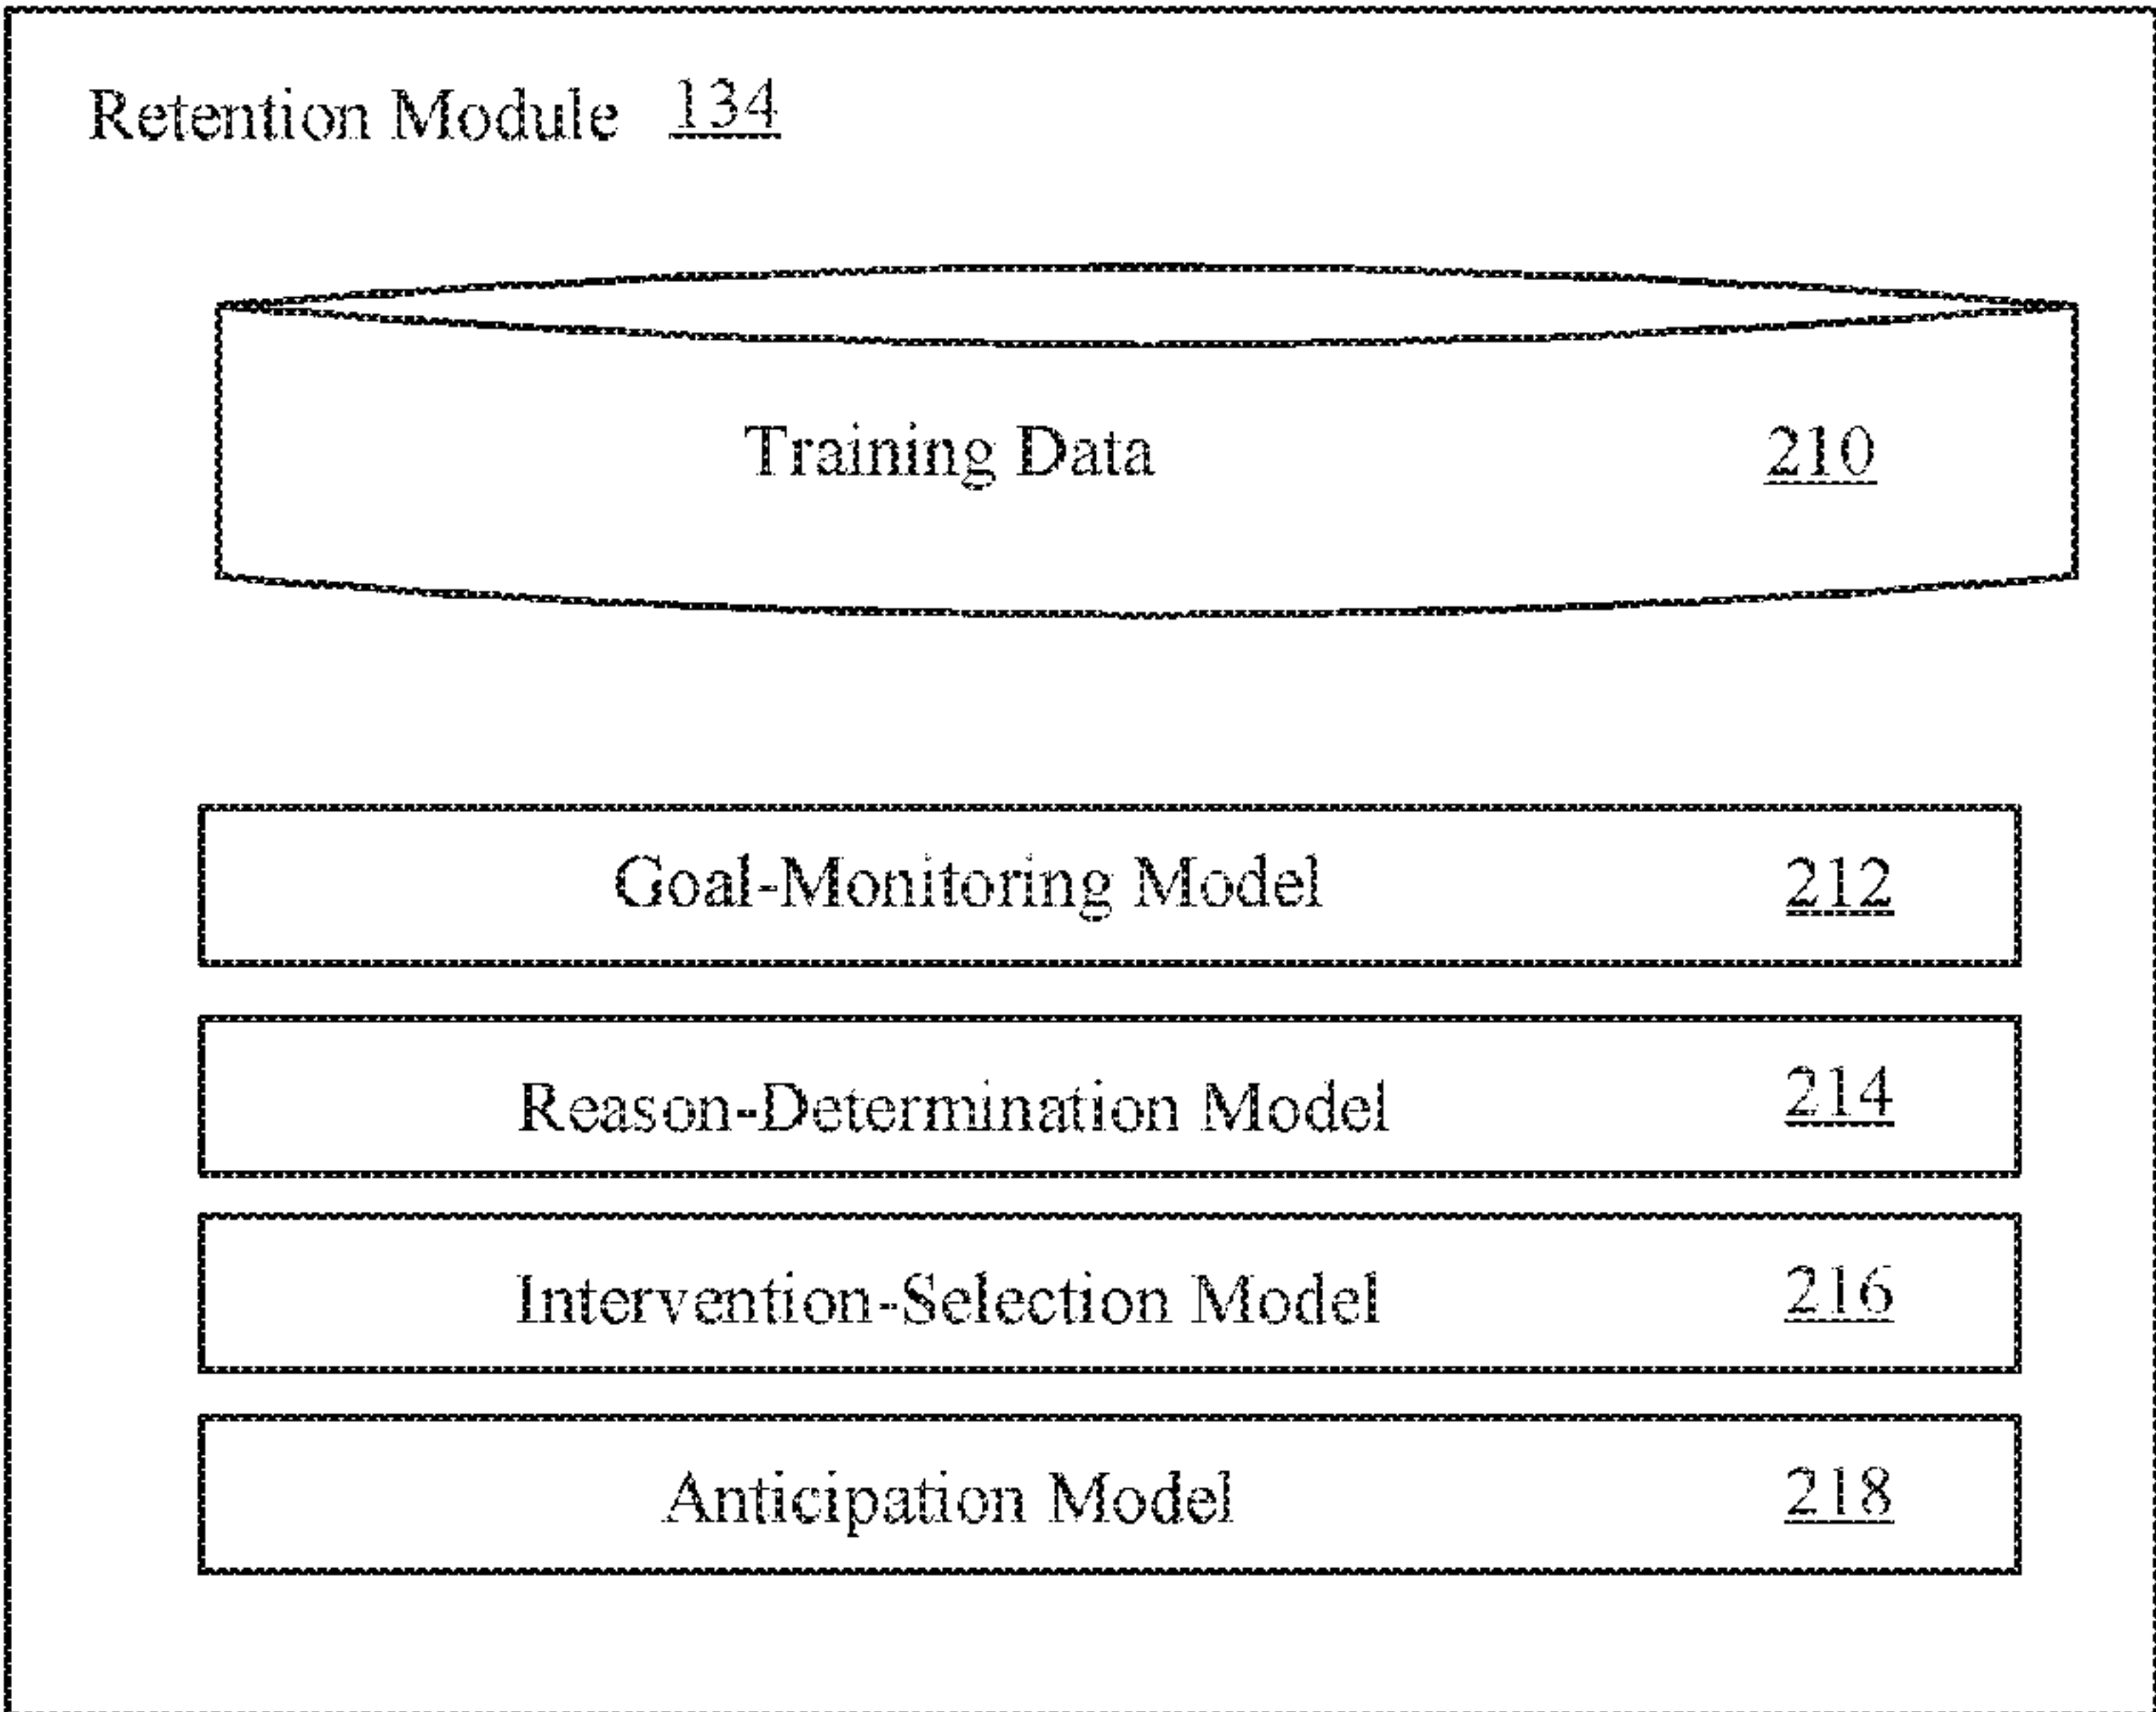 Retention Module 134
Training Data 210
Goal-Monitoring Model 212
Reason-Determination Model 214
Intervention-Selection Model 216
Anticipation Model 218